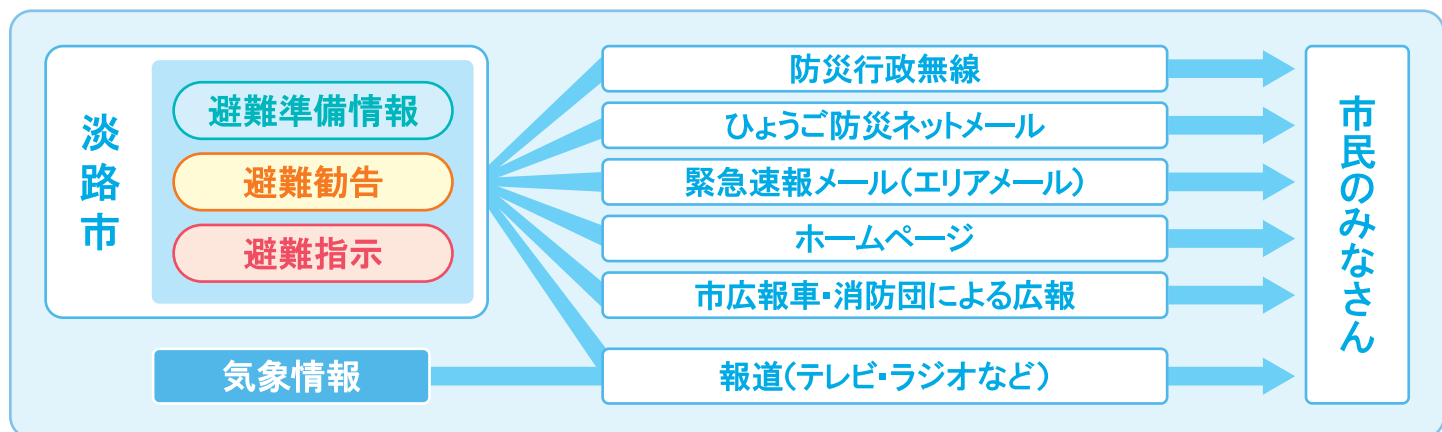 淡路市
避難準備情報
避難勧告
避難指示
気象情報
防災行政無線
ひょうご防災ネットメール
緊急速報メール(エリアメール)
ホームページ
市広報車・消防団による広報
報道(テレビ・ラジオなど)
市民のみなさん